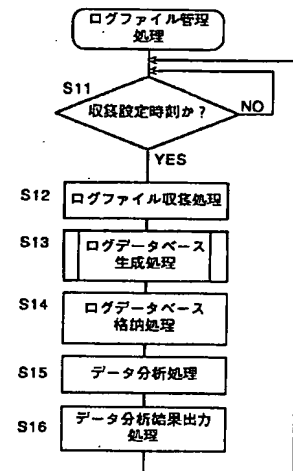 ログファイル管理
処理
S11
収集設定時刻か?
NO
YES
S12
ログファイル収集処理
S13
ログデータベース
生成処理
S14
ログデータベース
格納処理
S15
データ分析処理
S16
データ分析結果出力
処理